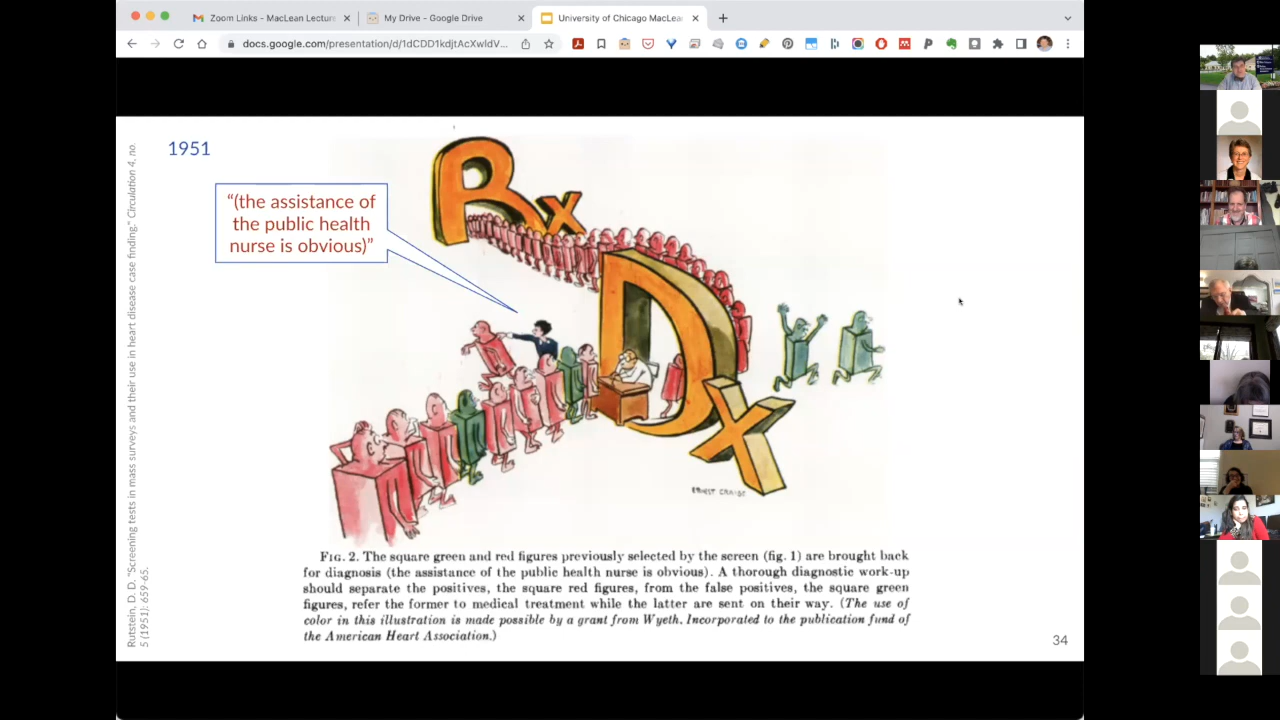 Zoom Links - MacLean Lectur
My Drive - Google Drive
University of Chicago MacLea
docs.google.com/presentation/d/1dCDD1kdjtAcXwldV...
1951
“(the assistance of
the public health
nurse is obvious)”
Rx
Dx
Rutstein, D. D. "Screening tests in mass surveys and their use in heart disease case finding." Circulation 4, no.
5 (1951): 659-65.
FIG. 2. The square green and red figures previously selected by the screen (fig. 1) are brought back
for diagnosis (the assistance of the public health nurse is obvious). A thorough diagnostic work-up
should separate the positives, the square red figures, from the false positives, the square green
figures, refer the former to medical treatment while the latter are sent on their way. (The use of
color in this illustration is made possible by a grant from Wyeth, Incorporated to the publication fund of
the American Heart Association.)
34